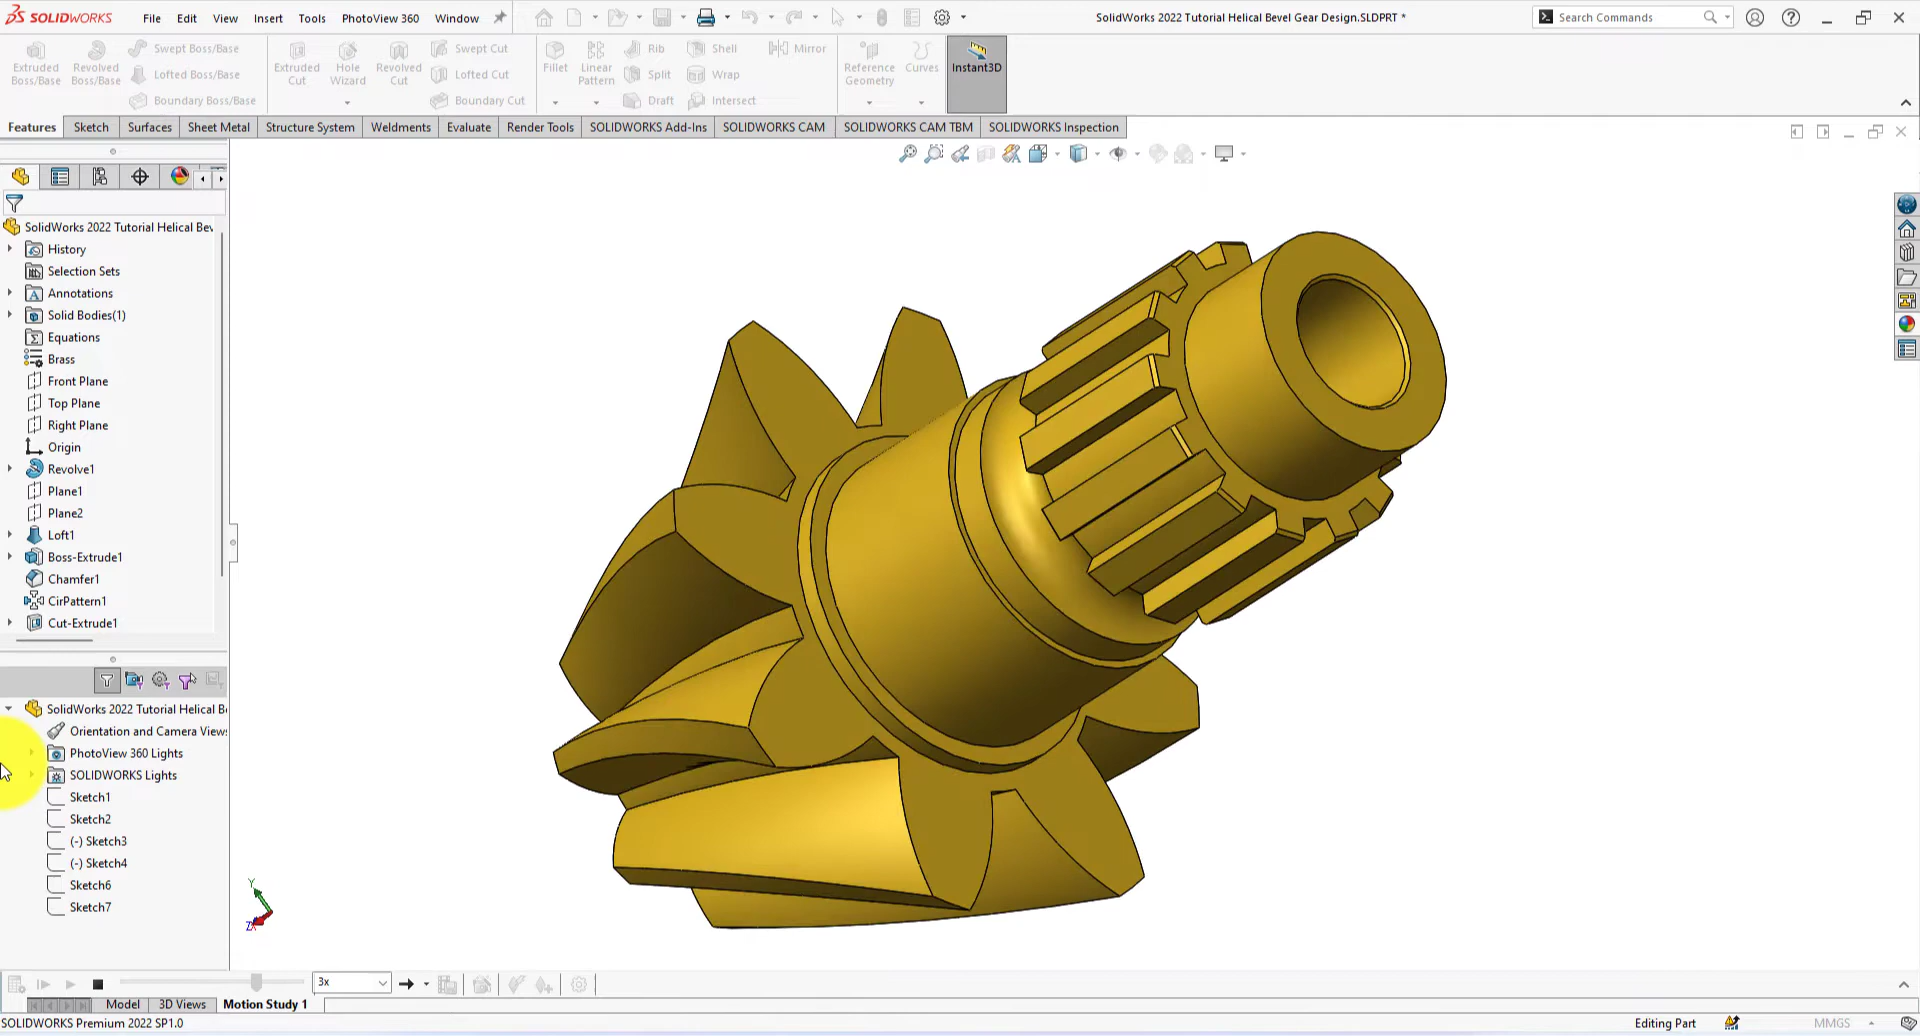 SOLIDWORKS File Edit View Insert Tools PhotoView 360 Window SolidWorks 2022 Tutorial Helical Bevel Gear Design.SLDPRT * Search Commands
Extruded Boss/Base
Revolved Boss/Base
Swept Boss/Base
Lofted Boss/Base
Boundary Boss/Base
Extruded Cut
Hole Wizard
Revolved Cut
Swept Cut
Lofted Cut
Boundary Cut
Fillet
Linear Pattern
Rib
Split
Draft
Shell
Wrap
Intersect
Mirror
Reference Geometry
Curves
Instant3D
Features Sketch Surfaces Sheet Metal Structure System Weldments Evaluate Render Tools SOLIDWORKS Add-Ins SOLIDWORKS CAM SOLIDWORKS CAM TBM SOLIDWORKS Inspection
SolidWorks 2022 Tutorial Helical Bev
History
Selection Sets
Annotations
Solid Bodies(1)
Equations
Brass
Front Plane
Top Plane
Right Plane
Origin
Revolve1
Plane1
Plane2
Loft1
Boss-Extrude1
Chamfer1
CirPattern1
Cut-Extrude1
SolidWorks 2022 Tutorial Helical B
Orientation and Camera Views
PhotoView 360 Lights
SOLIDWORKS Lights
Sketch1
Sketch2
(-) Sketch3
(-) Sketch4
Sketch6
Sketch7
Y
3x
Model 3D Views Motion Study 1
SOLIDWORKS Premium 2022 SP1.0 Editing Part MMGS